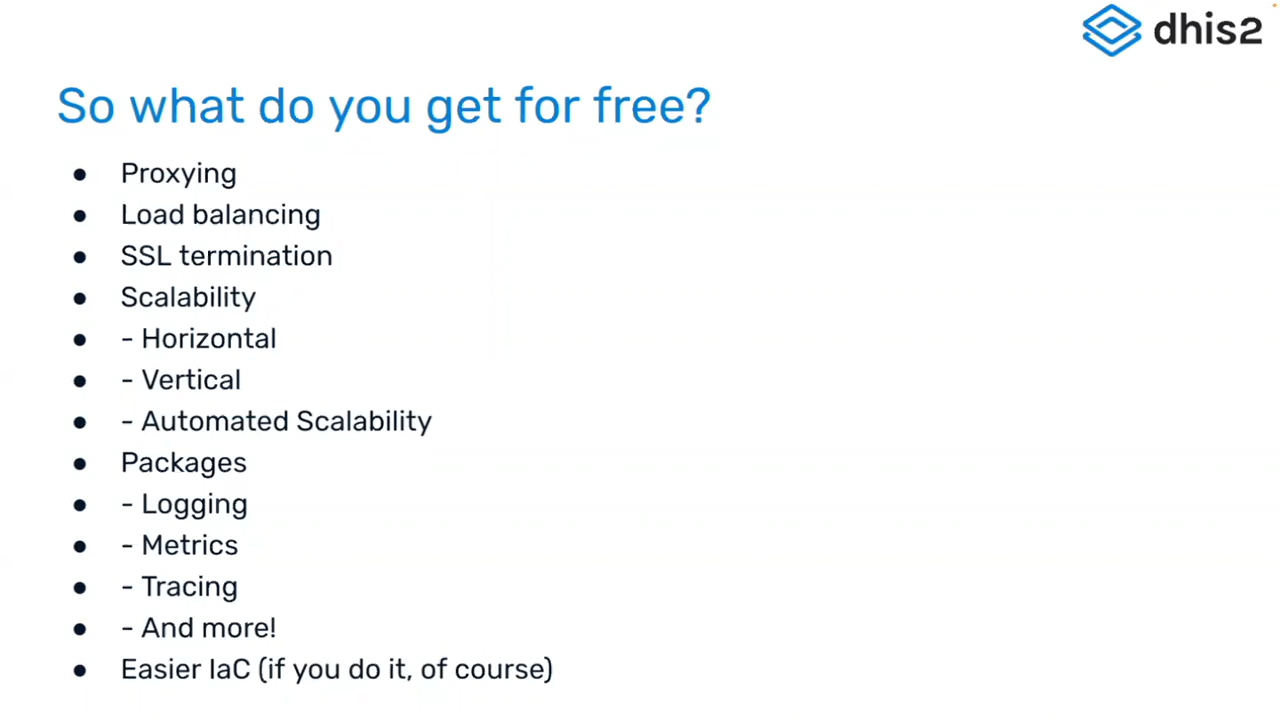 dhis2
So what do you get for free?
● Proxying
● Load balancing
● SSL termination
● Scalability
● - Horizontal
● - Vertical
● - Automated Scalability
● Packages
● - Logging
● - Metrics
● - Tracing
● - And more!
● Easier IaC (if you do it, of course)